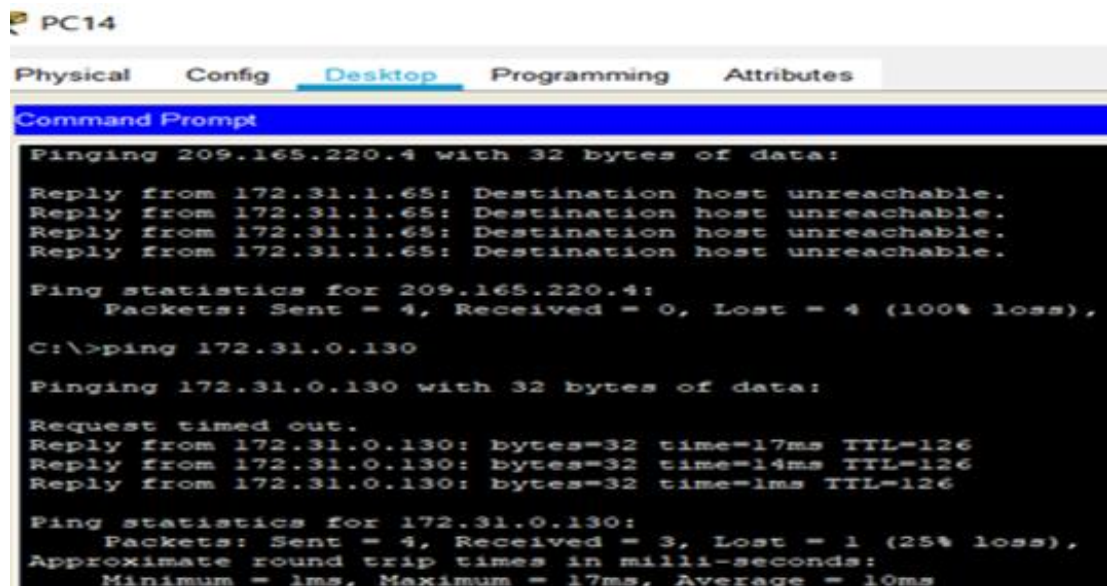 PC14
Physical Config Desktop Programming Attributes
Command Prompt
Pinging 209.165.220.4 with 32 bytes of data:
Reply from 172.31.1.65: Destination host unreachable.
Reply from 172.31.1.65: Destination host unreachable.
Reply from 172.31.1.65: Destination host unreachable.
Reply from 172.31.1.65: Destination host unreachable.
Ping statistics for 209.165.220.4:
Packets: Sent = 4, Received = 0, Lost = 4 (100% loss),
C:\>ping 172.31.0.130
Pinging 172.31.0.130 with 32 bytes of data:
Request timed out.
Reply from 172.31.0.130: bytes=32 time=17ms TTL=126
Reply from 172.31.0.130: bytes=32 time=14ms TTL=126
Reply from 172.31.0.130: bytes=32 time=1ms TTL=126
Ping statistics for 172.31.0.130:
Packets: Sent = 4, Received = 3, Lost = 1 (25% loss),
Approximate round trip times in milli-seconds:
Minimum = 1ms, Maximum = 17ms, Average = 10ms